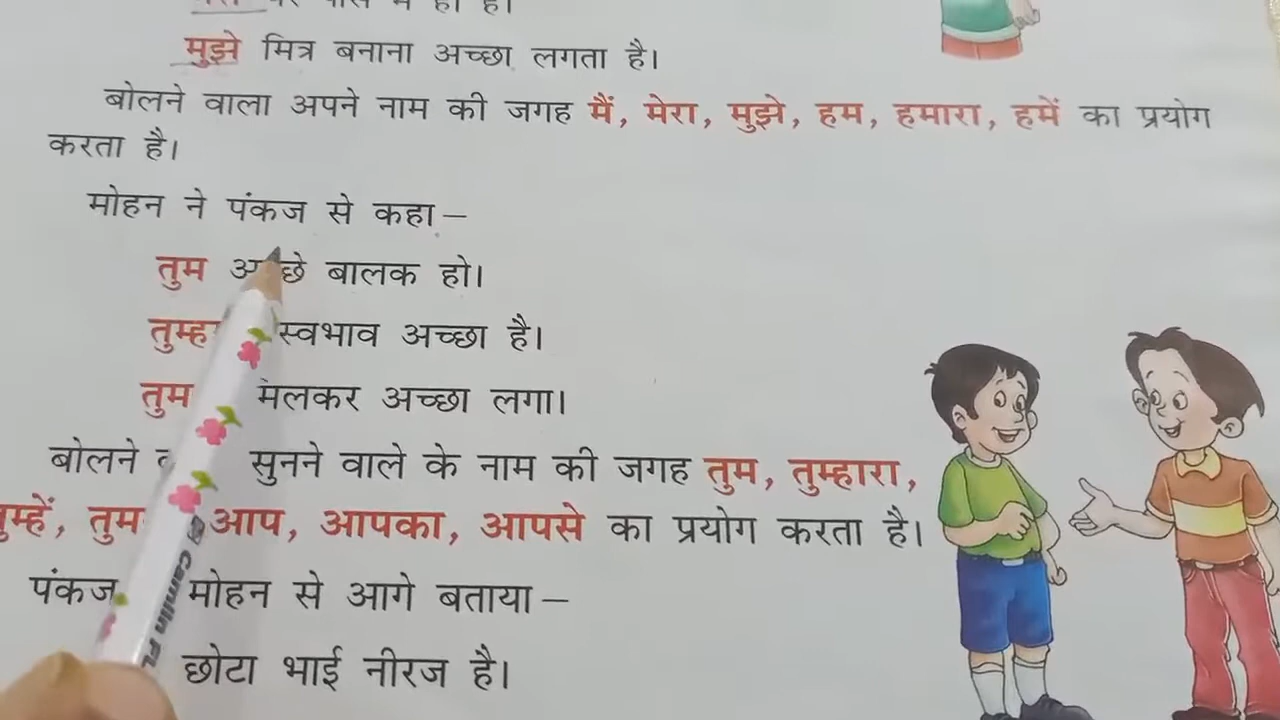 मुझे मित्र बनाना अच्छा लगता है।
बोलने वाला अपने नाम की जगह मैं, मेरा, मुझे, हम, हमारा, हमें का प्रयोग
करता है।
मोहन ने पंकज से कहा–
तुम बालक हो।
स्वभाव अच्छा है।
अच्छा लगा।
बोलने सुनने वाले के नाम की जगह तुम, तुम्हारा,
आप, आपका, आपसे का प्रयोग करता है।
पंकज मोहन से आगे बताया–
छोटा भाई नीरज है।
Camlin